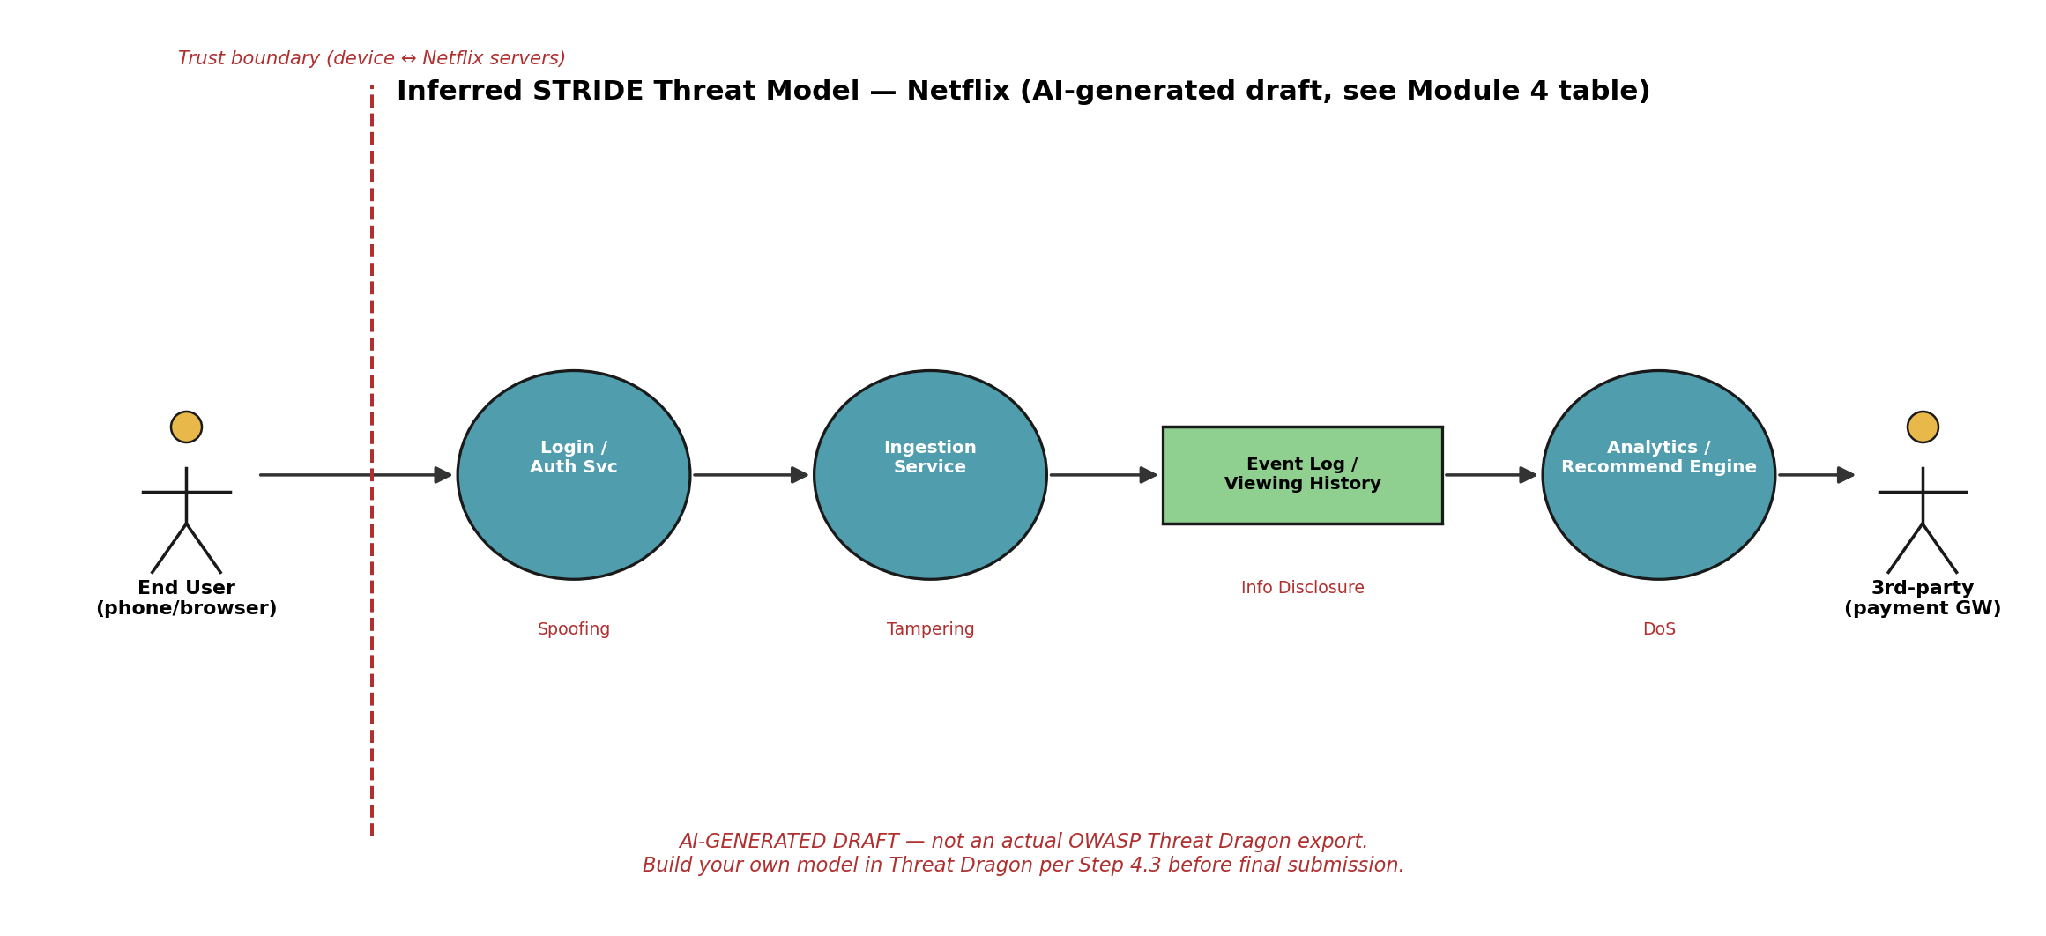 Trust boundary (device ↔ Netflix servers)
Inferred STRIDE Threat Model — Netflix (AI-generated draft, see Module 4 table)
Login /
Auth Svc
Ingestion
Service
Event Log /
Viewing History
Analytics /
Recommend Engine
End User
(phone/browser)
3rd-party
(payment GW)
Spoofing
Tampering
Info Disclosure
DoS
AI-GENERATED DRAFT — not an actual OWASP Threat Dragon export.
Build your own model in Threat Dragon per Step 4.3 before final submission.